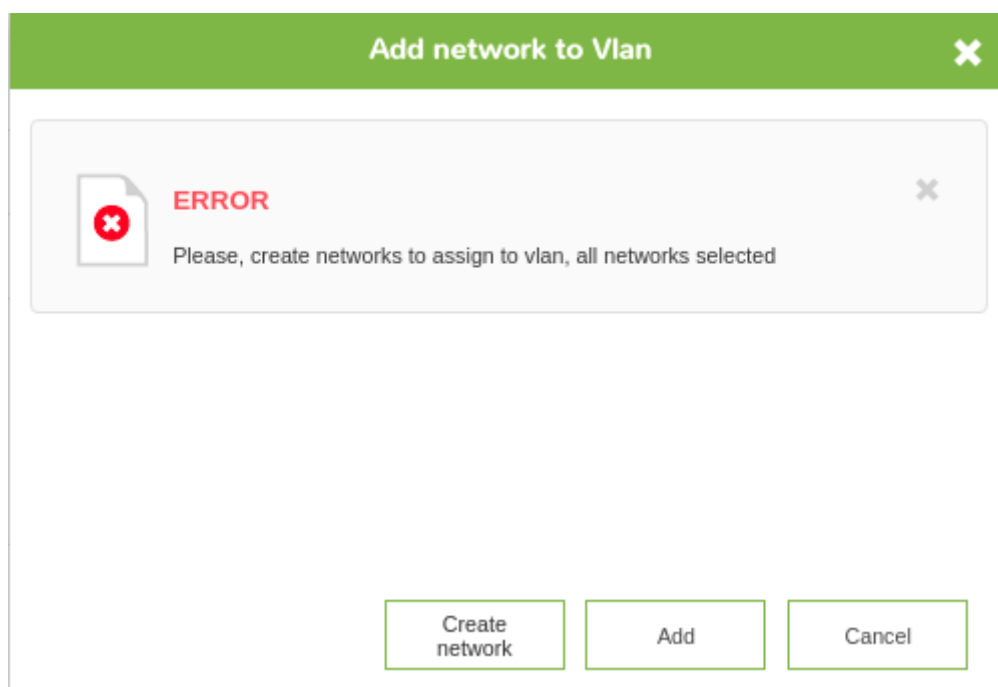 Add network to Vlan
ERROR
Please, create networks to assign to vlan, all networks selected
Create
network
Add
Cancel